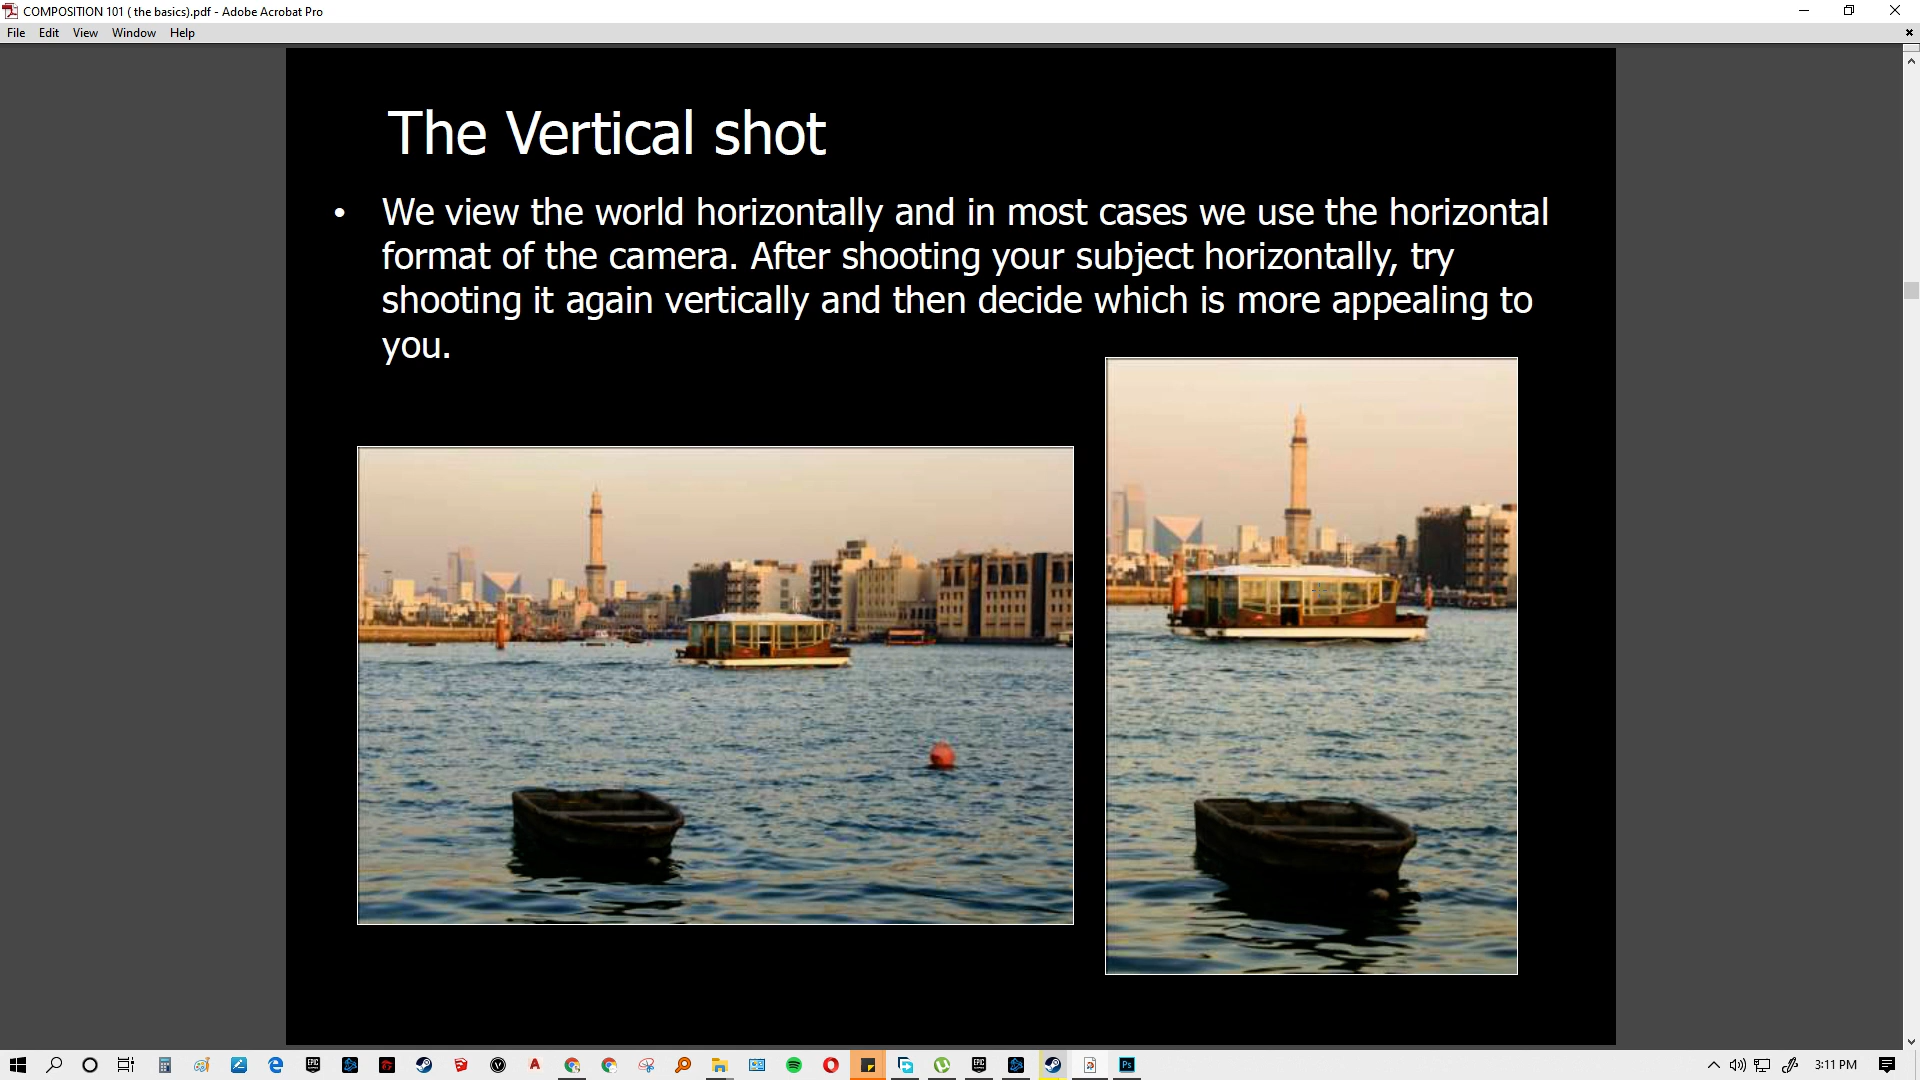 COMPOSITION 101 ( the basics).pdf - Adobe Acrobat Pro
File Edit View Window Help
The Vertical shot
• We view the world horizontally and in most cases we use the horizontal
format of the camera. After shooting your subject horizontally, try
shooting it again vertically and then decide which is more appealing to
you.
3:11 PM